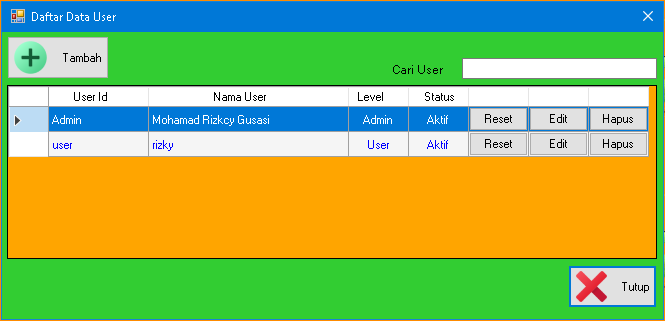 Daftar Data User
Tambah
Cari User
User Id Nama User Level Status
Admin Mohamad Rizkcy Gusasi Admin Aktif Reset Edit Hapus
user rizky User Aktif Reset Edit Hapus
Tutup